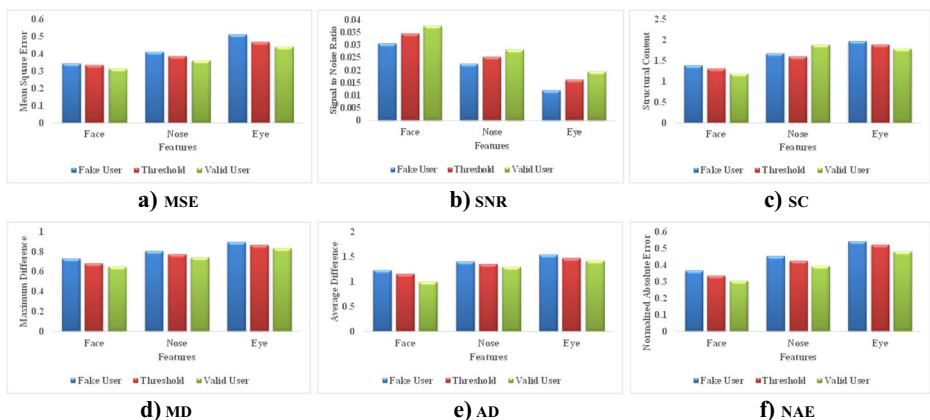 Mean Square Error
0.6
0.5
0.4
0.3
0.2
0.1
0
Face Nose Eye
Features
Fake User Threshold Valid User
a) MSE
Signal to Noise Ratio
0.04
0.035
0.03
0.025
0.02
0.015
0.01
0.005
0
Face Nose Eye
Features
Fake User Threshold Valid User
b) SNR
Structural Content
2.5
2
1.5
1
0.5
0
Face Nose Eye
Features
Fake User Threshold Valid User
c) SC
Maximum Difference
1
0.8
0.6
0.4
0.2
0
Face Nose Eye
Features
Fake User Threshold Valid User
d) MD
Average Difference
2
1.5
1
0.5
0
Face Nose Eye
Features
Fake User Threshold Valid User
e) AD
Normalized Absolute Error
0.6
0.5
0.4
0.3
0.2
0.1
0
Face Nose Eye
Features
Fake User Threshold Valid User
f) NAE